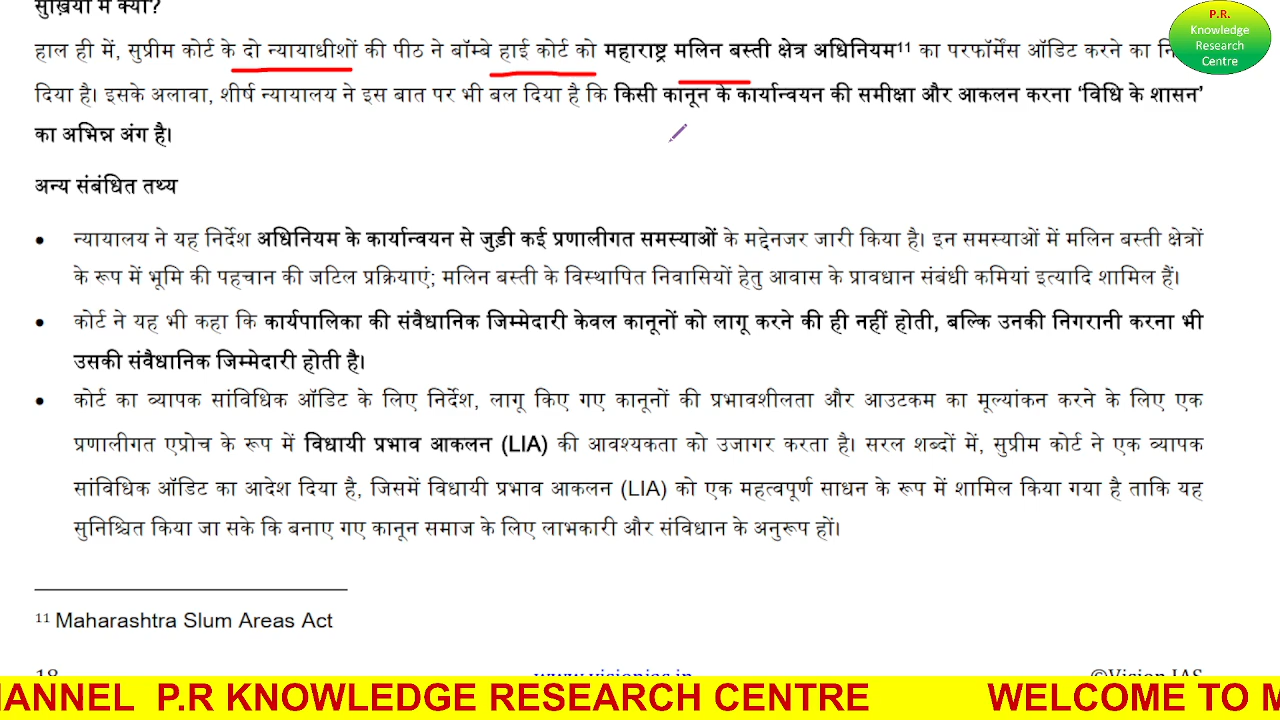 सुर्ख़ियों में क्यों?
हाल ही में, सुप्रीम कोर्ट के दो न्यायाधीशों की पीठ ने बॉम्बे हाई कोर्ट को महाराष्ट्र मलिन बस्ती क्षेत्र अधिनियम¹¹ का परफॉर्मेंस ऑडिट करने का
दिया है। इसके अलावा, शीर्ष न्यायालय ने इस बात पर भी बल दिया है कि किसी कानून के कार्यान्वयन की समीक्षा और आकलन करना ‘विधि के शासन’
का अभिन्न अंग है।
अन्य संबंधित तथ्य
• न्यायालय ने यह निर्देश अधिनियम के कार्यान्वयन से जुड़ी कई प्रणालीगत समस्याओं के मद्देनजर जारी किया है। इन समस्याओं में मलिन बस्ती क्षेत्रों
के रूप में भूमि की पहचान की जटिल प्रक्रियाएं; मलिन बस्ती के विस्थापित निवासियों हेतु आवास के प्रावधान संबंधी कमियां इत्यादि शामिल हैं।
• कोर्ट ने यह भी कहा कि कार्यपालिका की संवैधानिक जिम्मेदारी केवल कानूनों को लागू करने की ही नहीं होती, बल्कि उनकी निगरानी करना भी
उसकी संवैधानिक जिम्मेदारी होती है।
• कोर्ट का व्यापक सांविधिक ऑडिट के लिए निर्देश, लागू किए गए कानूनों की प्रभावशीलता और आउटकम का मूल्यांकन करने के लिए एक
प्रणालीगत एप्रोच के रूप में विधायी प्रभाव आकलन (LIA) की आवश्यकता को उजागर करता है। सरल शब्दों में, सुप्रीम कोर्ट ने एक व्यापक
सांविधिक ऑडिट का आदेश दिया है, जिसमें विधायी प्रभाव आकलन (LIA) को एक महत्वपूर्ण साधन के रूप में शामिल किया गया है ताकि यह
सुनिश्चित किया जा सके कि बनाए गए कानून समाज के लिए लाभकारी और संविधान के अनुरूप हों।
¹¹ Maharashtra Slum Areas Act
18 www.visionias.in ©Vision IAS
P.R.
Knowledge
Research
Centre
HANNEL P.R KNOWLEDGE RESEARCH CENTRE WELCOME TO M